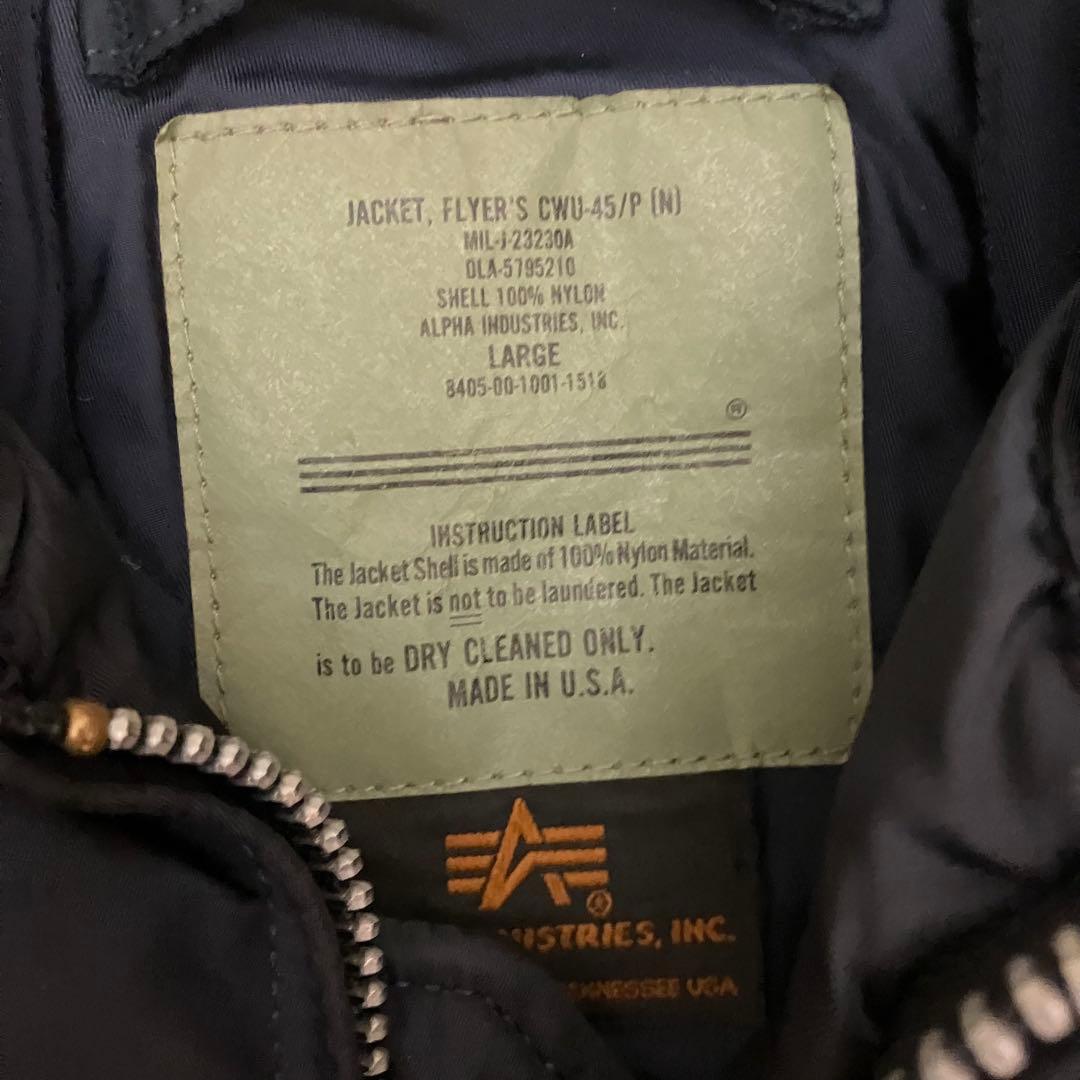 JACKET, FLYER'S CWU-45/P (N)
MIL-J-23230A
DLA-5795210
SHELL 100% NYLON
ALPHA INDUSTRIES, INC.
LARGE
8405-00-1001-1518
®
INSTRUCTION LABEL
The Jacket Shell is made of 100% Nylon Material.
The Jacket is not to be laundered. The Jacket
is to be DRY CLEANED ONLY.
MADE IN U.S.A.
®
USTRIES, INC.
USA